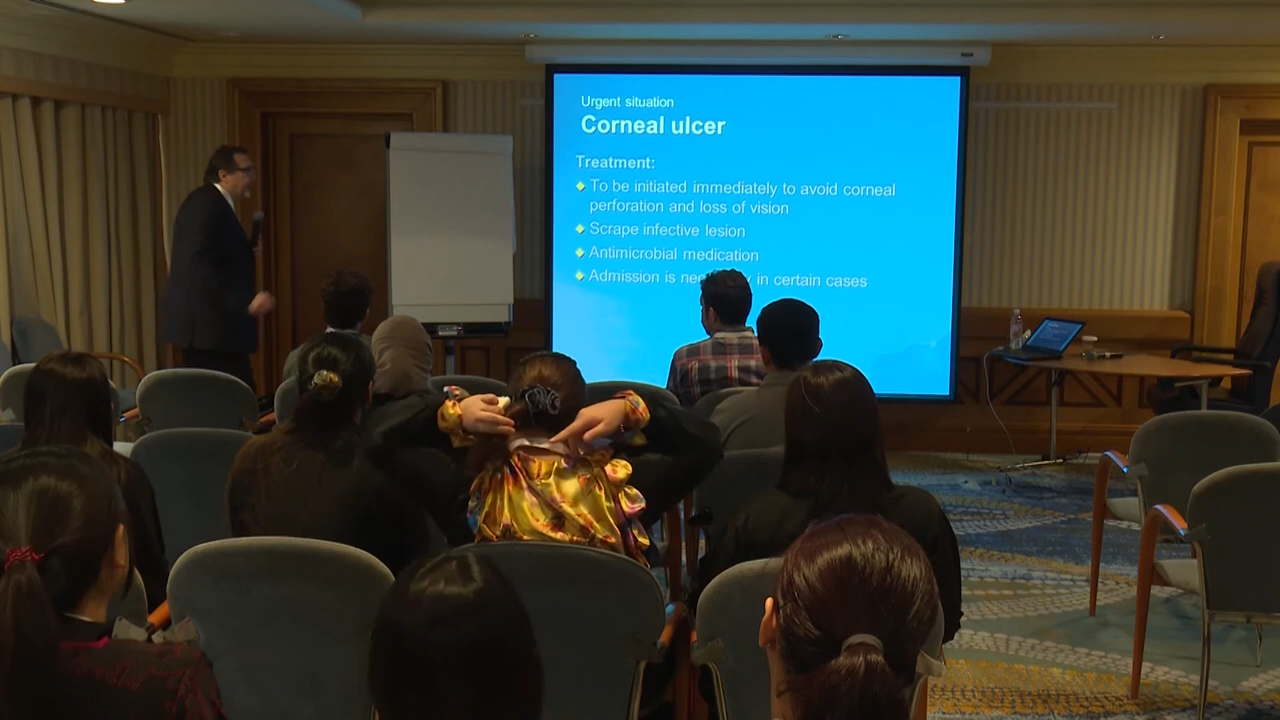 Urgent situation
Corneal ulcer
Treatment:
To be initiated immediately to avoid corneal
perforation and loss of vision
Scrape infective lesion
Antimicrobial medication
Admission is in certain cases